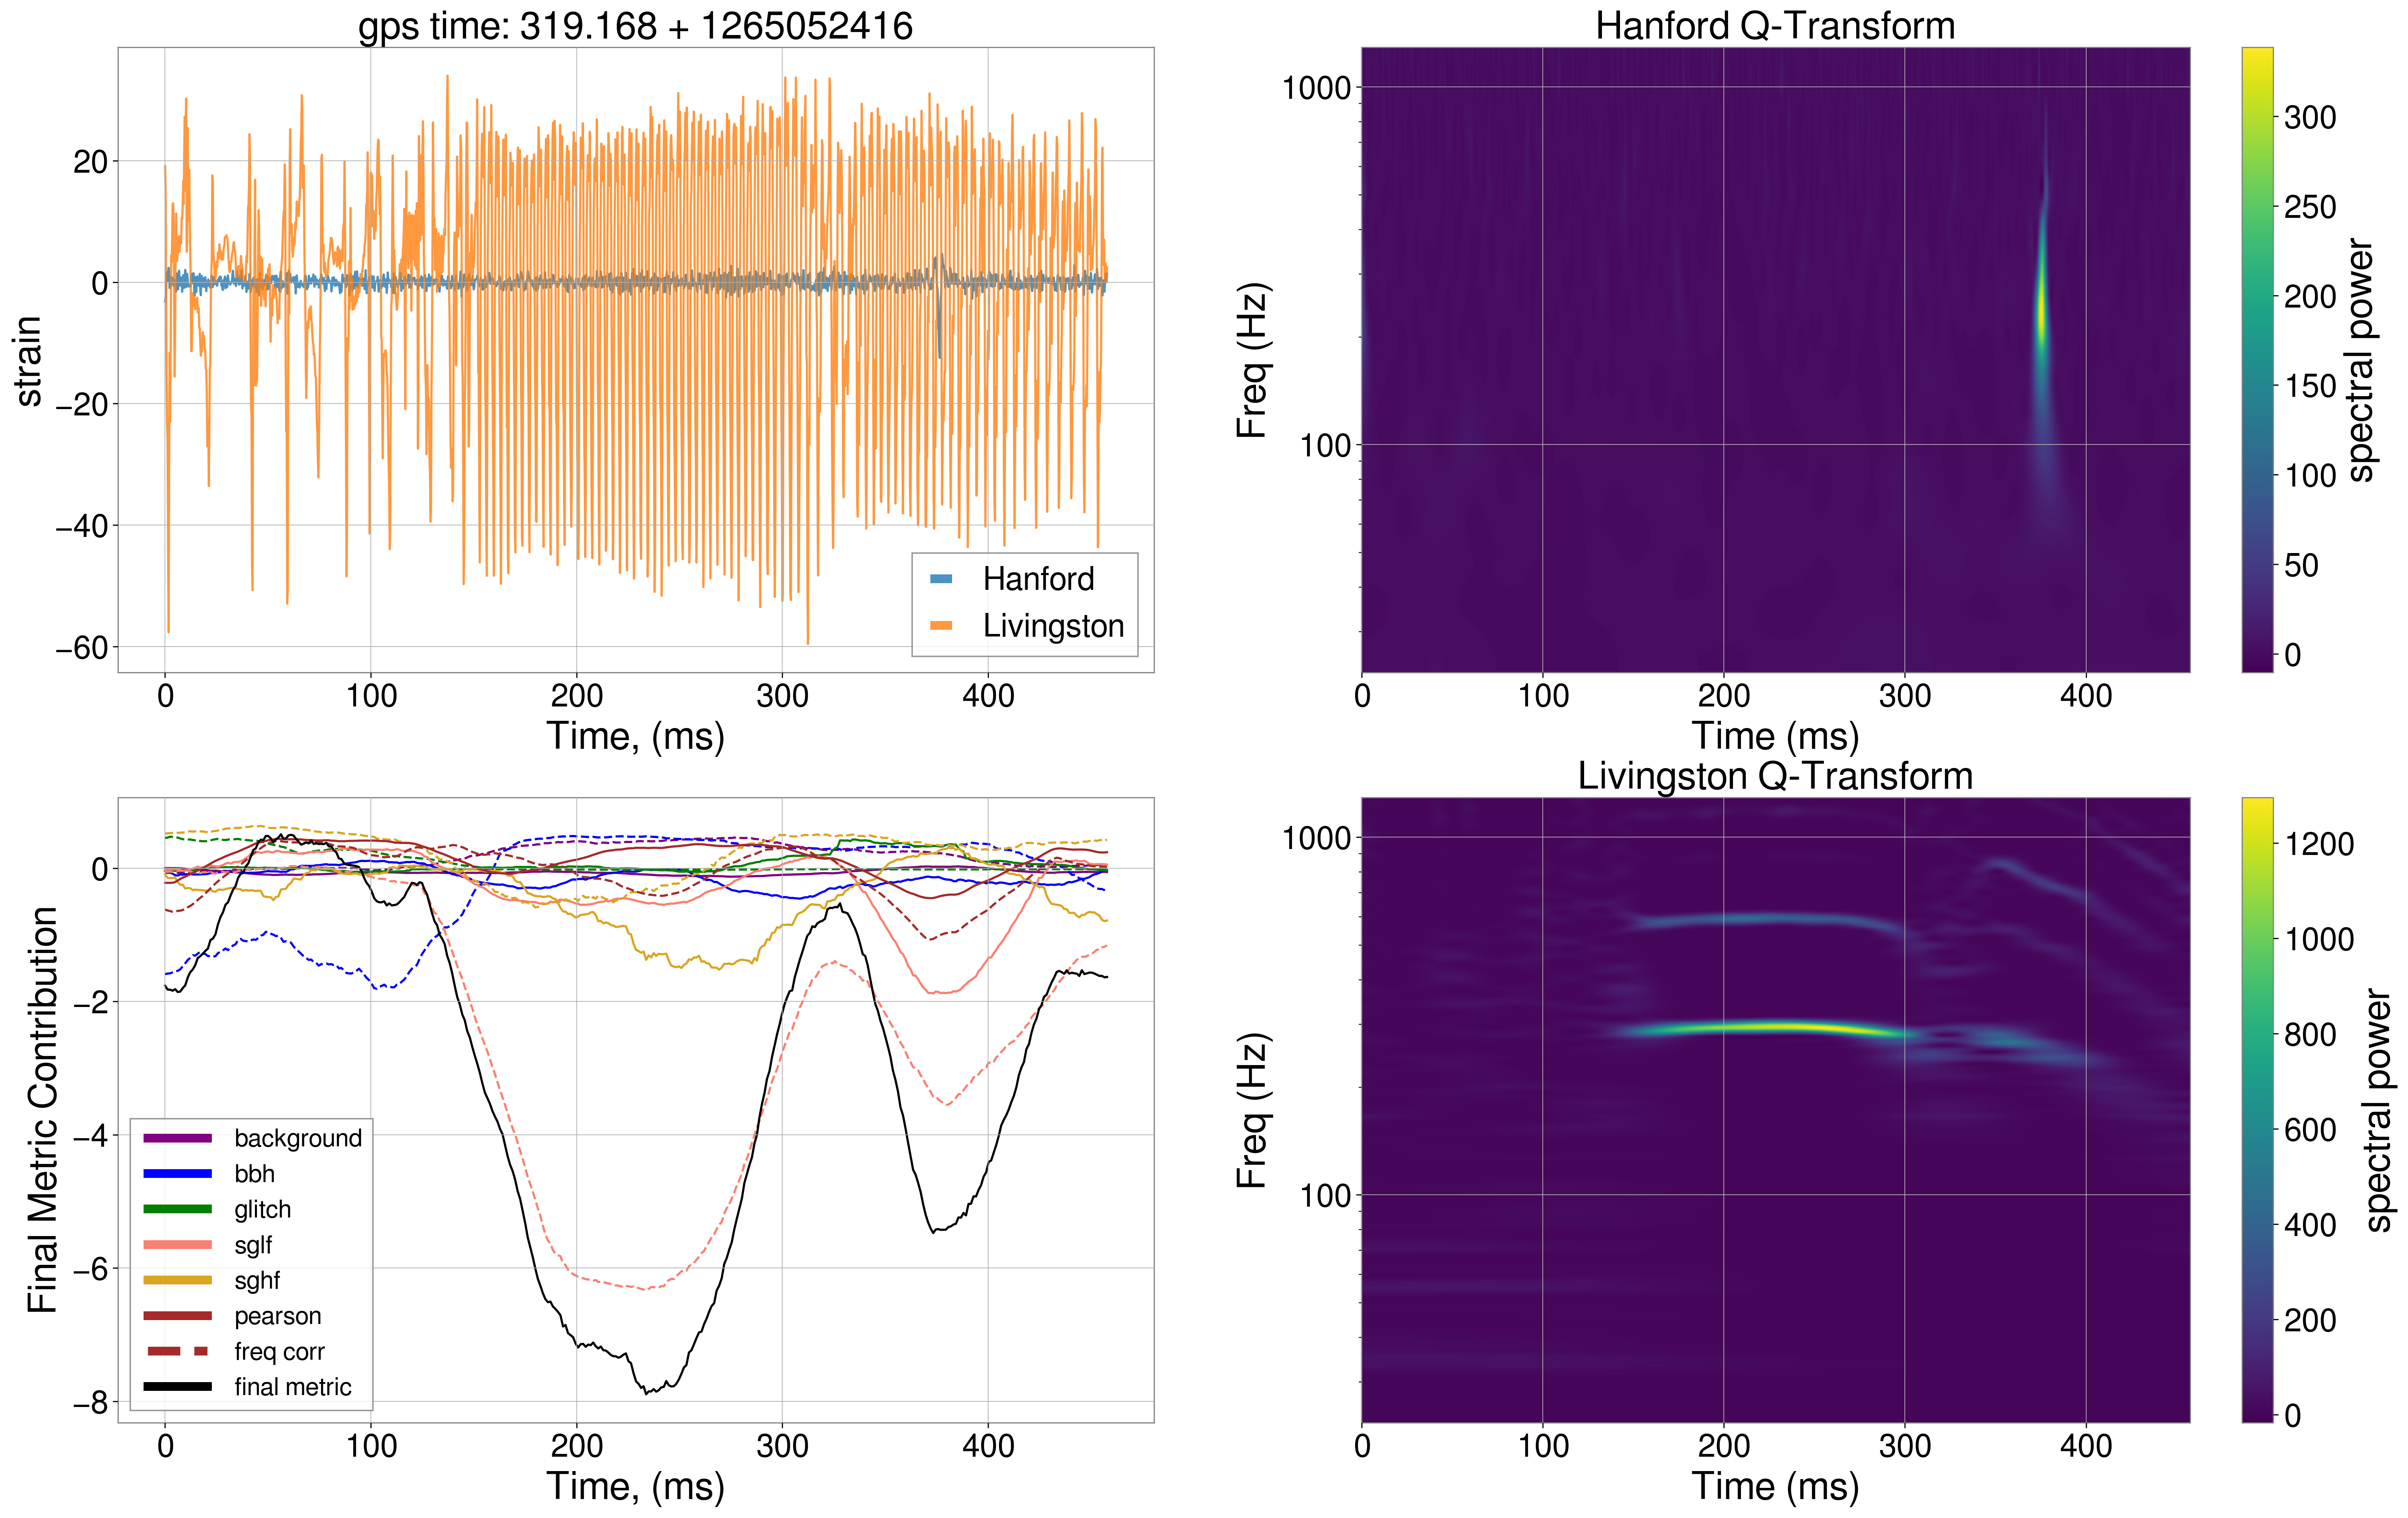 gps time: 319.168 + 1265052416
strain
20
0
−20
−40
−60
0 100 200 300 400
Time, (ms)
Hanford
Livingston
Hanford Q-Transform
Freq (Hz)
1000
100
0 100 200 300 400
Time (ms)
300
250
200
150
100
50
0
spectral power
Final Metric Contribution
0
−2
−4
−6
−8
0 100 200 300 400
Time, (ms)
background
bbh
glitch
sglf
sghf
pearson
freq corr
final metric
Livingston Q-Transform
Freq (Hz)
1000
100
0 100 200 300 400
Time (ms)
1200
1000
800
600
400
200
0
spectral power